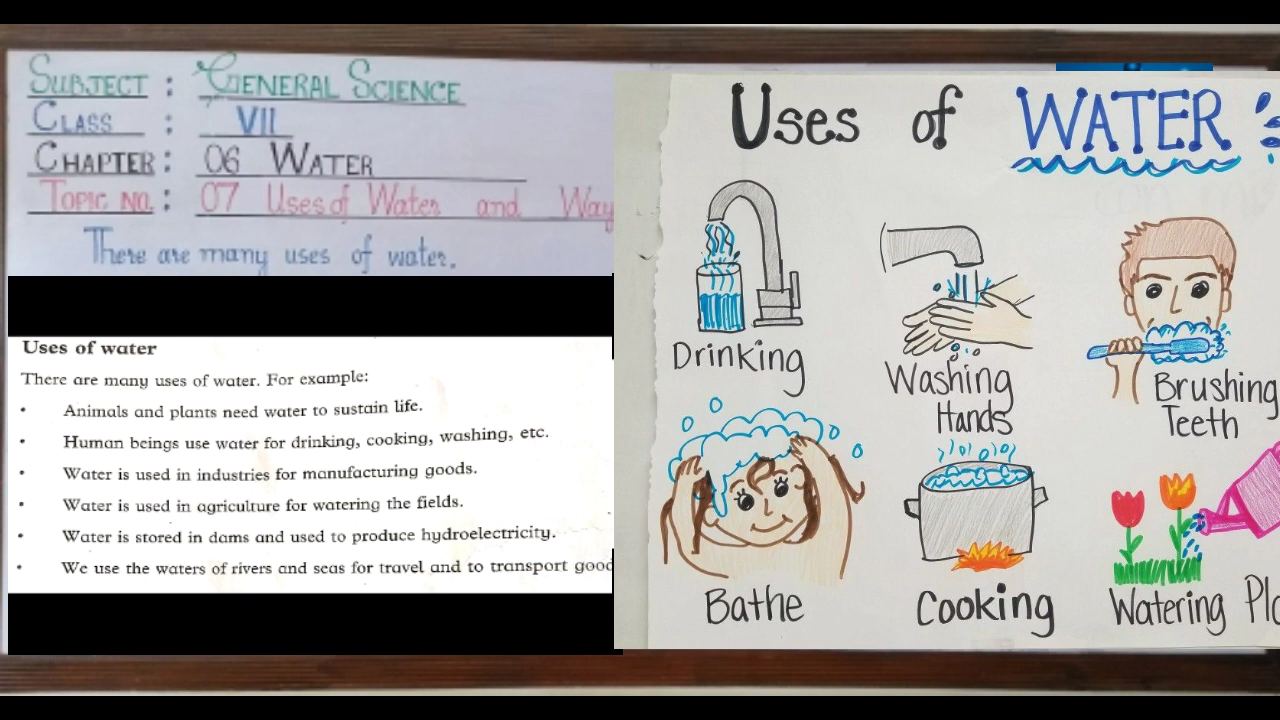 SUBJECT : GENERAL SCIENCE
CLASS : VII
CHAPTER : 06 WATER
TOPIC NO. : 07 Uses of Water and Way
There are many uses of water.
Uses of water
There are many uses of water. For example:
• Animals and plants need water to sustain life.
• Human beings use water for drinking, cooking, washing, etc.
• Water is used in industries for manufacturing goods.
• Water is used in agriculture for watering the fields.
• Water is stored in dams and used to produce hydroelectricity.
• We use the waters of rivers and seas for travel and to transport good
Uses of WATER
Drinking
Washing
Hands
Brushing
Teeth
Bathe
Cooking
Watering Pla